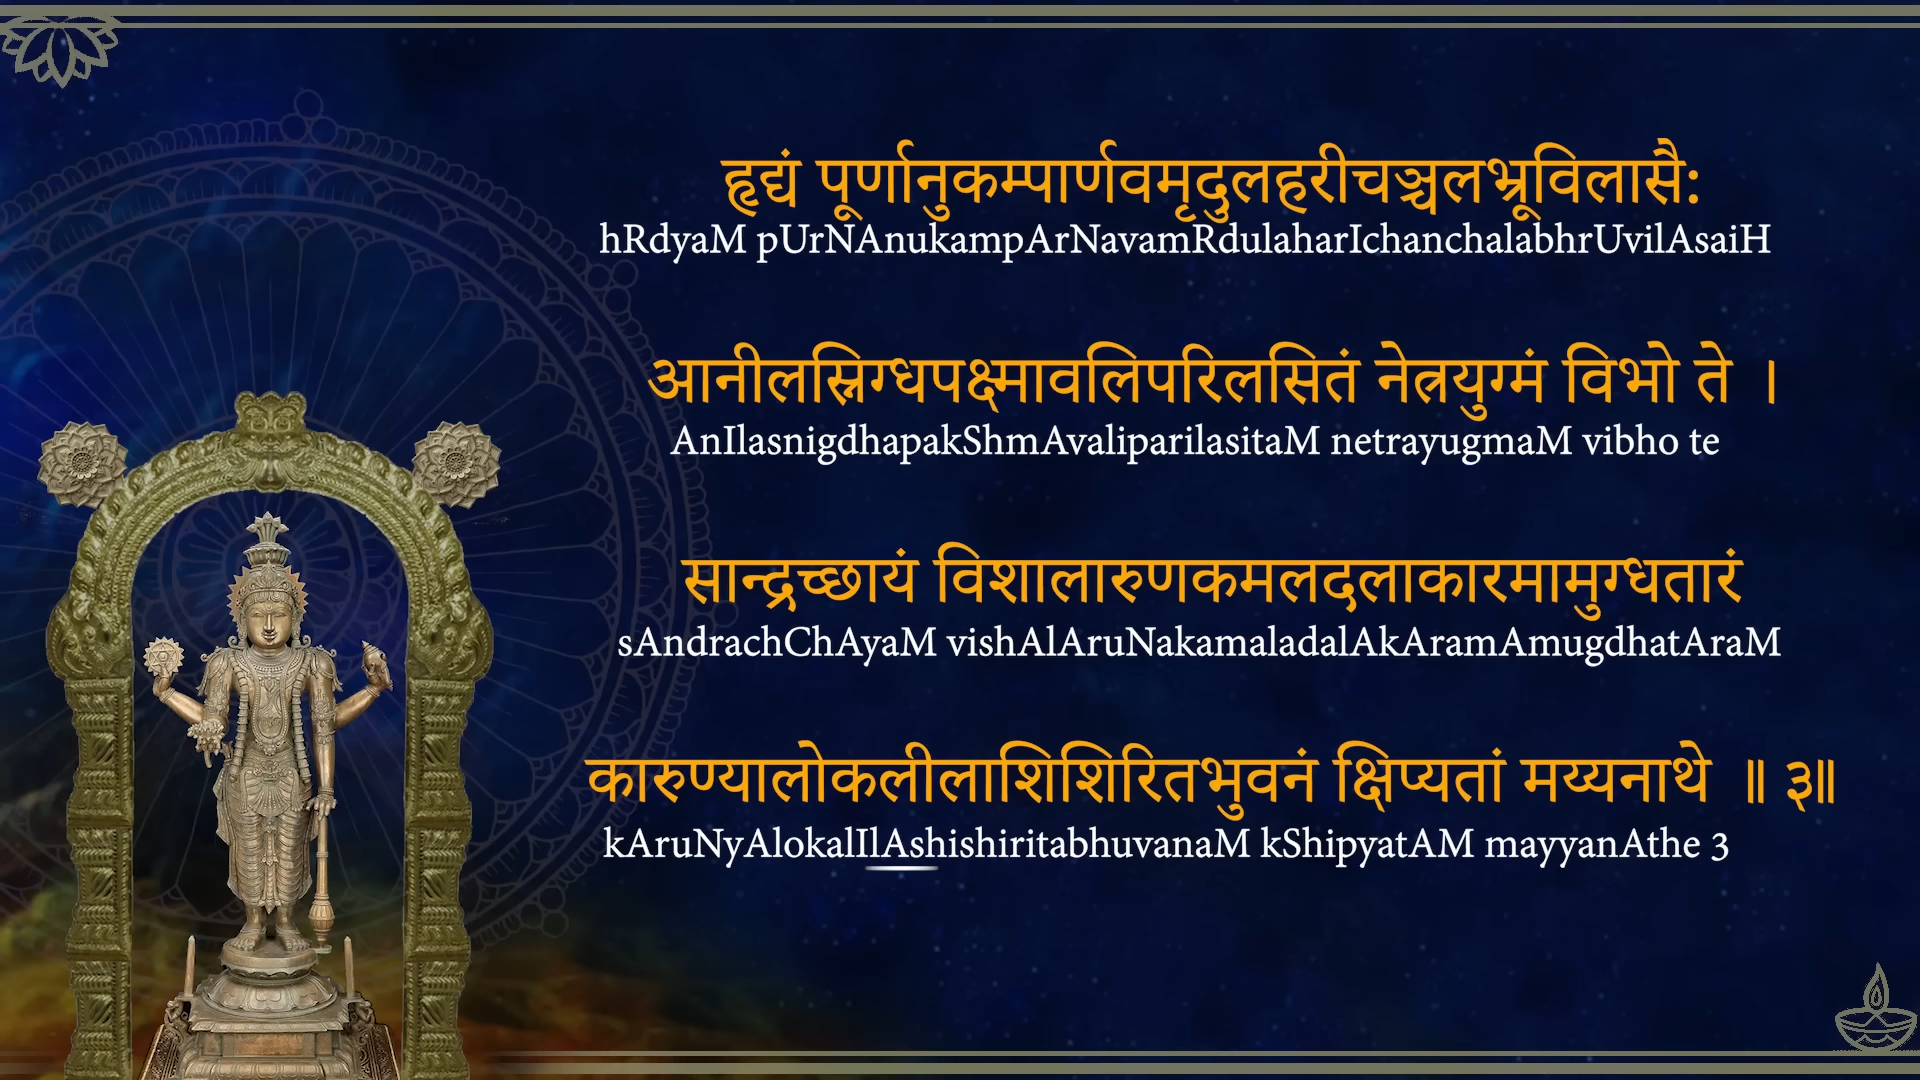 हृद्यं पूर्णानुकम्पार्णवमृदुलहरीचञ्चलभ्रूविलासैः
hRdyaM pUrNAnukampArNavamRdulaharIchanchalabhrUvilAsaiH
आनीलस्निग्धपक्ष्मावलिपरिलसितं नेत्रयुग्मं विभो ते ।
AnIlasnigdhapakShmAvaliparilasitaM netrayugmaM vibho te
सान्द्रच्छायं विशालारुणकमलदलाकारमामुग्धतारं
sAndrachChAyaM vishAlAruNakamaladalAkAramAmugdhatAraM
कारुण्यालोकलीलाशिशिरितभुवनं क्षिप्यतां मय्यनाथे ॥ ३॥
kAruNyAlokalIlAshishiritabhuvanaM kShipyatAM mayyanAthe 3